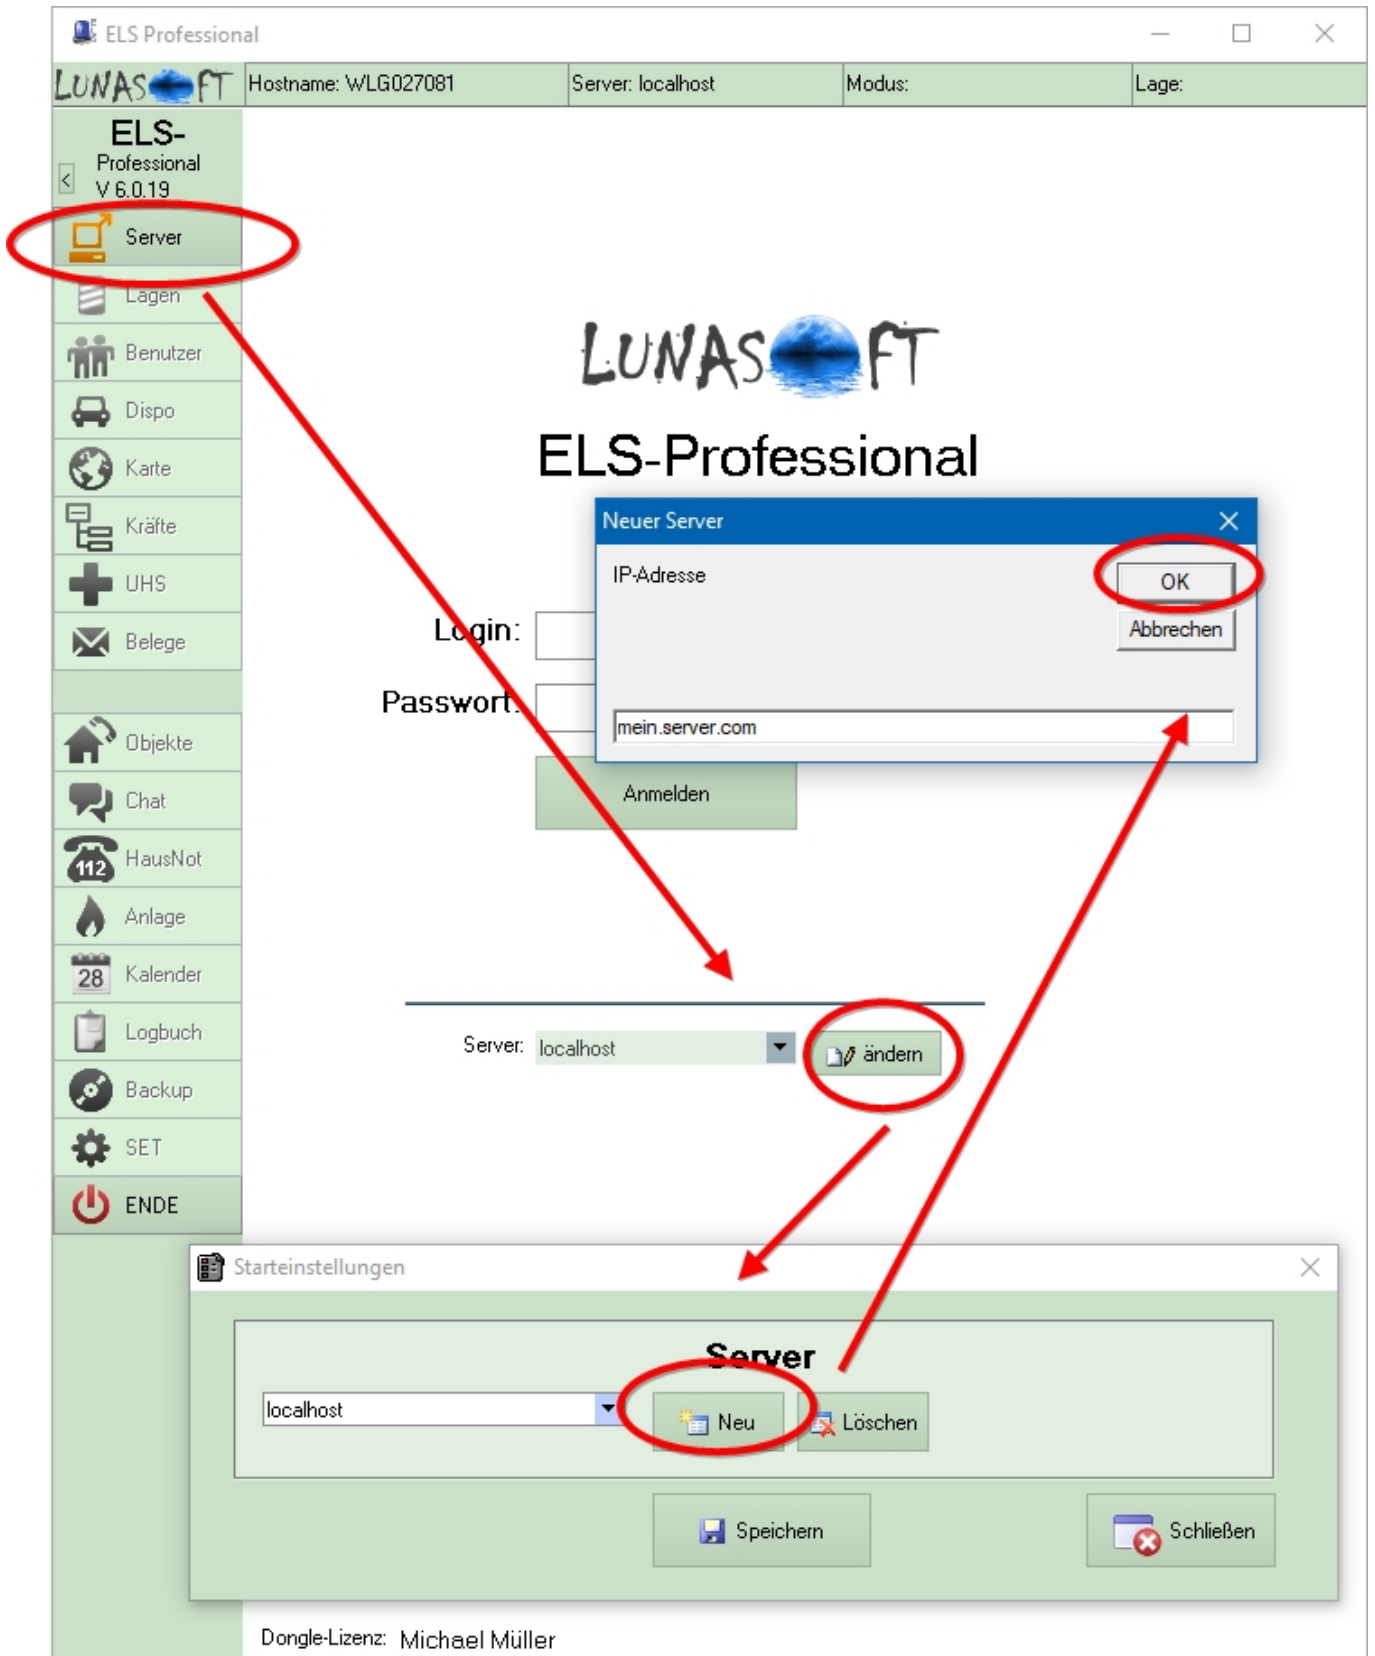 ELS Professional
LUNASOFT
Hostname: WLG027081
Server: localhost
Modus:
Lage:
ELS-
Professional
V 6.0.19
<
Server
Lagen
Benutzer
Dispo
Karte
Kräfte
UHS
Belege
Objekte
Chat
112
HausNot
Anlage
28
Kalender
Logbuch
Backup
SET
ENDE
LUNASOFT
ELS-Professional
Login:
Passwort:
Anmelden
Neuer Server
IP-Adresse
OK
Abbrechen
mein.server.com
Server:
localhost
ändern
Starteinstellungen
Server
localhost
Neu
Löschen
Speichern
Schließen
Dongle-Lizenz: Michael Müller